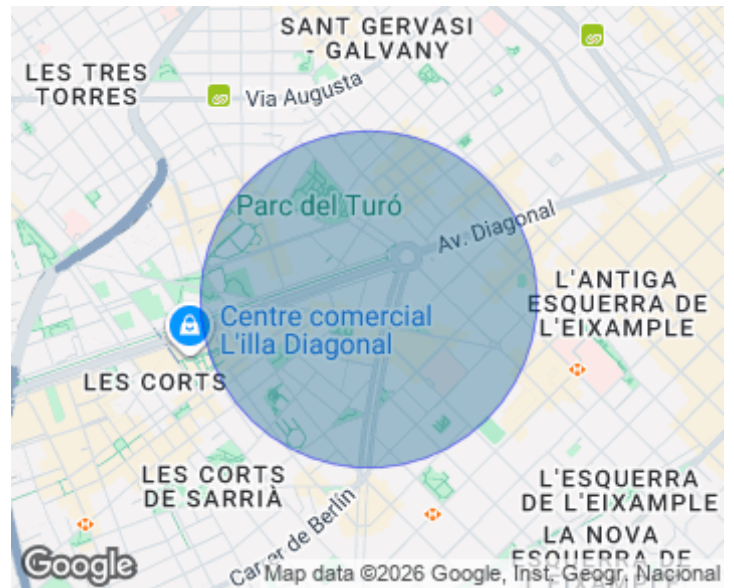 SANT GERVASI
- GALVANY
LES TRES
TORRES
Via Augusta
Parc del Turó
Av. Diagonal
L'ANTIGA
ESQUERRA DE
L'EIXAMPLE
Centre comercial
L'illa Diagonal
LES CORTS
LES CORTS
DE SARRIÀ
L'ESQUERRA
DE L'EIXAMPLE
Carrer de Berlín
LA NOVA
ESQUERRA DE
Google
Map data ©2026 Google, Inst. Geogr. Nacional